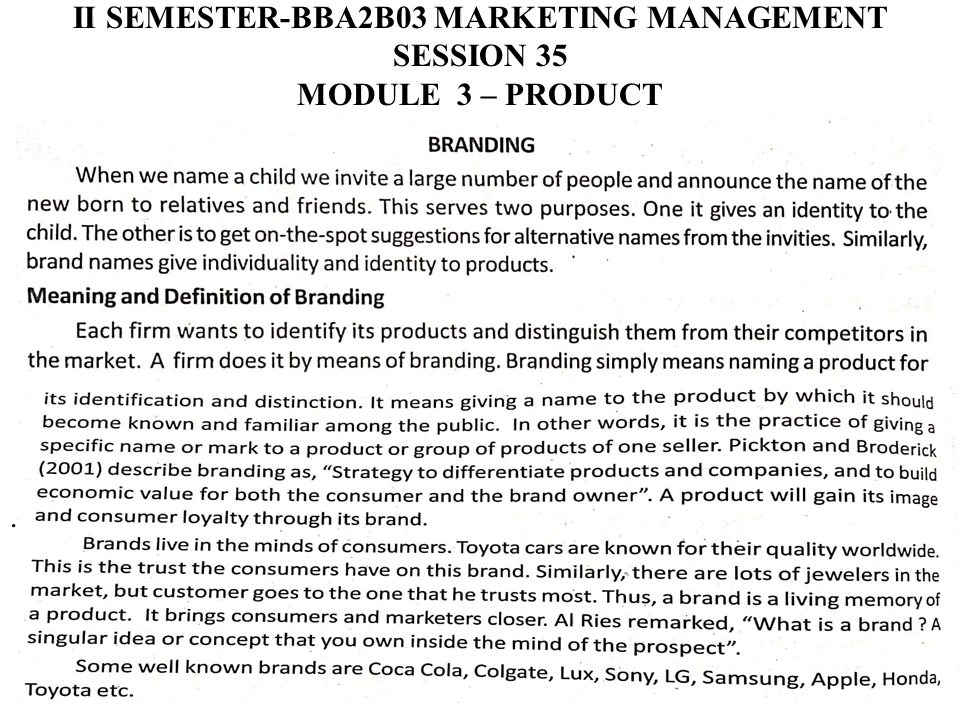 II SEMESTER-BBA2B03 MARKETING MANAGEMENT
SESSION 35
MODULE 3 – PRODUCT
BRANDING
When we name a child we invite a large number of people and announce the name of the
new born to relatives and friends. This serves two purposes. One it gives an identity to the
child. The other is to get on-the-spot suggestions for alternative names from the invities. Similarly,
brand names give individuality and identity to products.
Meaning and Definition of Branding
Each firm wants to identify its products and distinguish them from their competitors in
the market. A firm does it by means of branding. Branding simply means naming a product for
its identification and distinction. It means giving a name to the product by which it should
become known and familiar among the public. In other words, it is the practice of giving a
specific name or mark to a product or group of products of one seller. Pickton and Broderick
(2001) describe branding as, “Strategy to differentiate products and companies, and to build
economic value for both the consumer and the brand owner”. A product will gain its image
. and consumer loyalty through its brand.
Brands live in the minds of consumers. Toyota cars are known for their quality worldwide.
This is the trust the consumers have on this brand. Similarly, there are lots of jewelers in the
market, but customer goes to the one that he trusts most. Thus, a brand is a living memory of
a product. It brings consumers and marketers closer. Al Ries remarked, “What is a brand ? A
singular idea or concept that you own inside the mind of the prospect”.
Some well known brands are Coca Cola, Colgate, Lux, Sony, LG, Samsung, Apple, Honda,
Toyota etc.